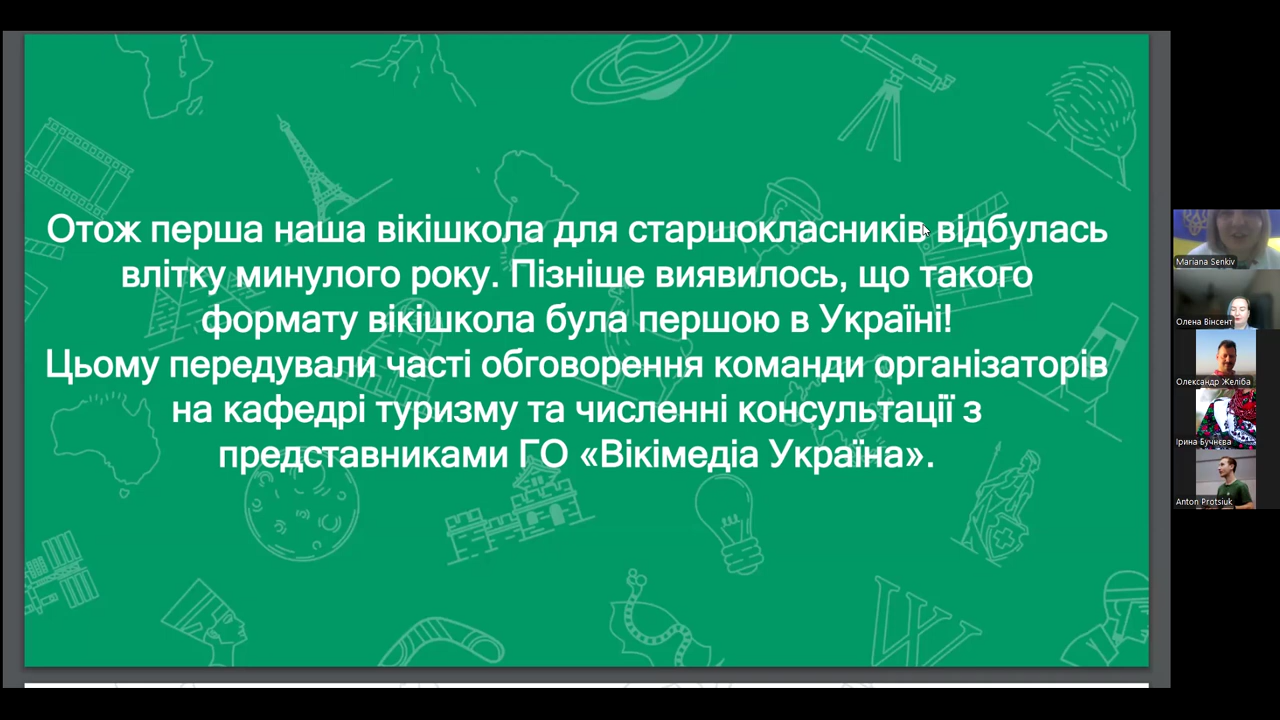 Отож перша наша вікішкола для старшокласників відбулась
влітку минулого року. Пізніше виявилось, що такого
формату вікішкола була першою в Україні!
Цьому передували часті обговорення команди організаторів
на кафедрі туризму та численні консультації з
представниками ГО «Вікімедіа Україна».
Mariana Senkiv
Олена Вінсент
Олександр Желіба
Ірина Бучнєва
Anton Protsiuk